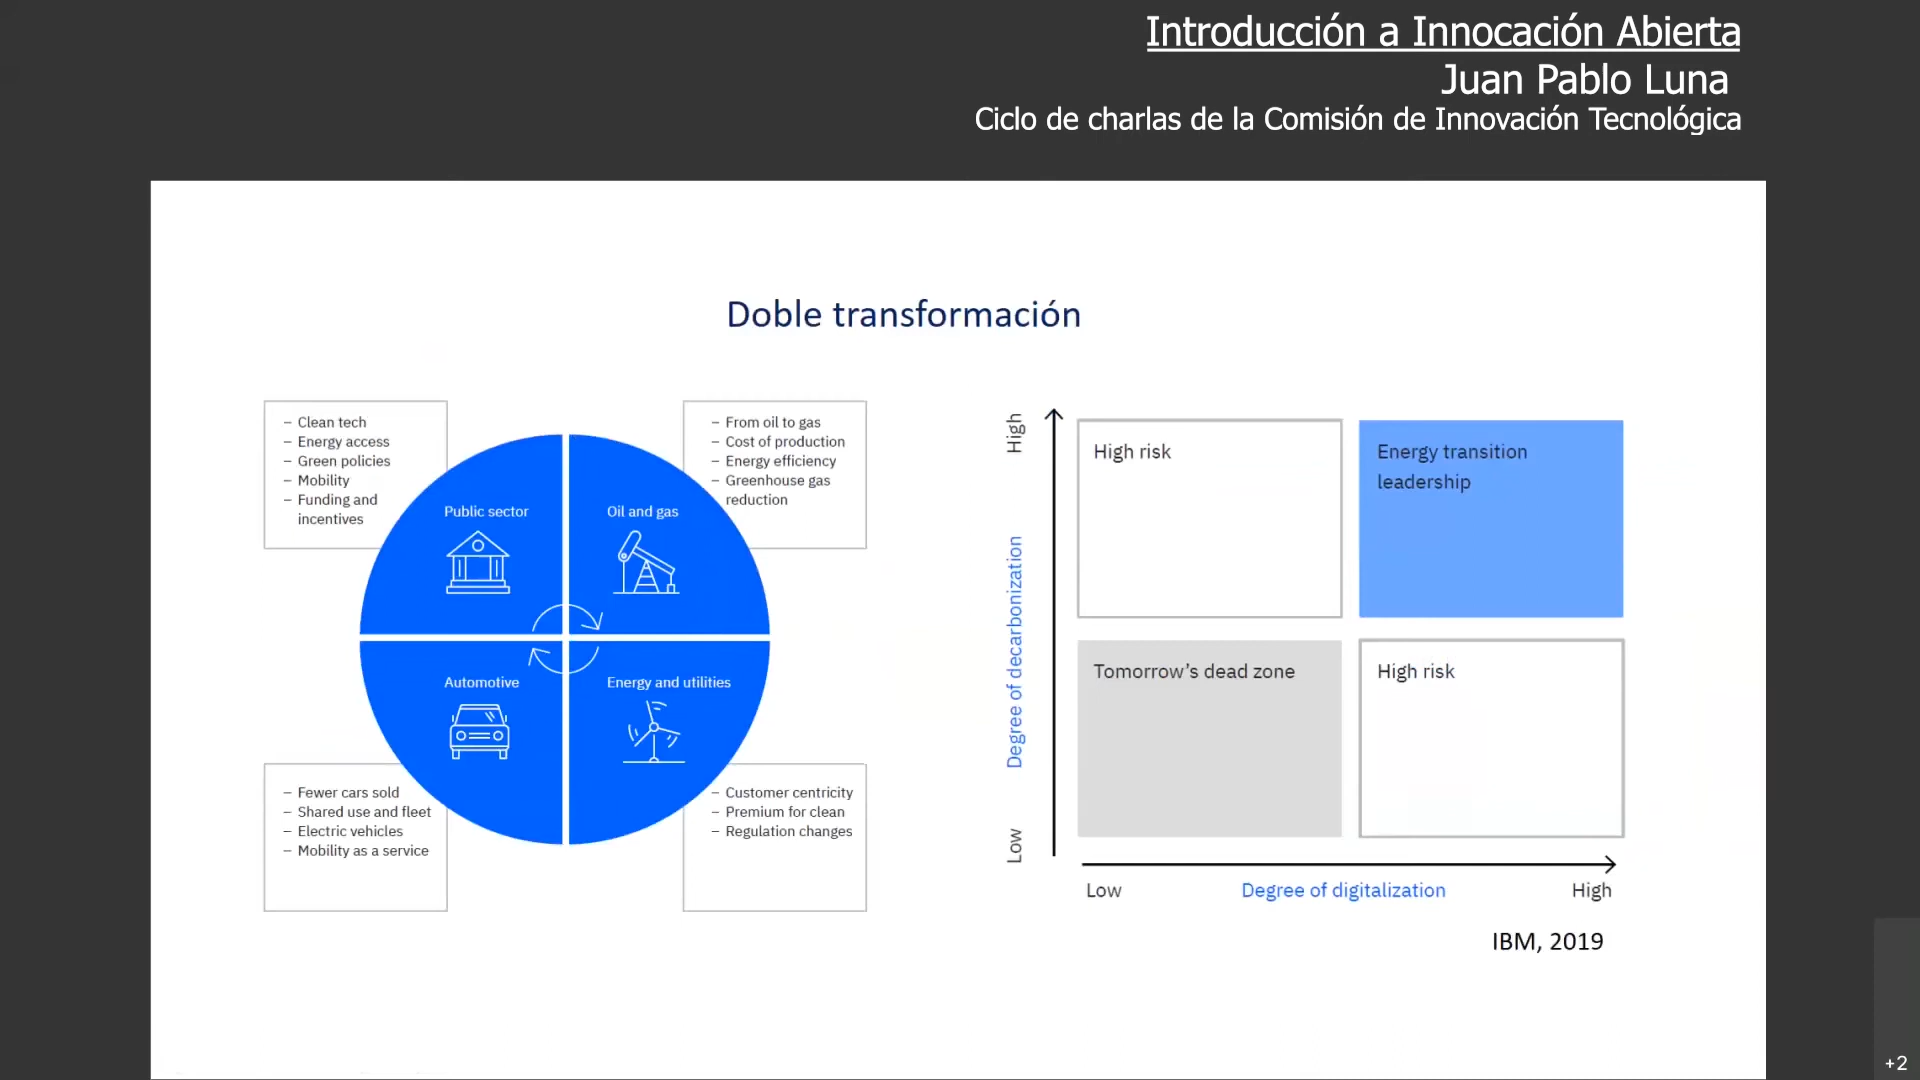 Introducción a Innocación Abierta
Juan Pablo Luna
Ciclo de charlas de la Comisión de Innovación Tecnológica
Doble transformación
– Clean tech
– Energy access
– Green policies
– Mobility
– Funding and
incentives
– From oil to gas
– Cost of production
– Energy efficiency
– Greenhouse gas
reduction
Public sector
Oil and gas
Automotive
Energy and utilities
– Fewer cars sold
– Shared use and fleet
– Electric vehicles
– Mobility as a service
– Customer centricity
– Premium for clean
– Regulation changes
High
Degree of decarbonization
Low
High risk
Energy transition
leadership
Tomorrow’s dead zone
High risk
Low
Degree of digitalization
High
IBM, 2019
+2